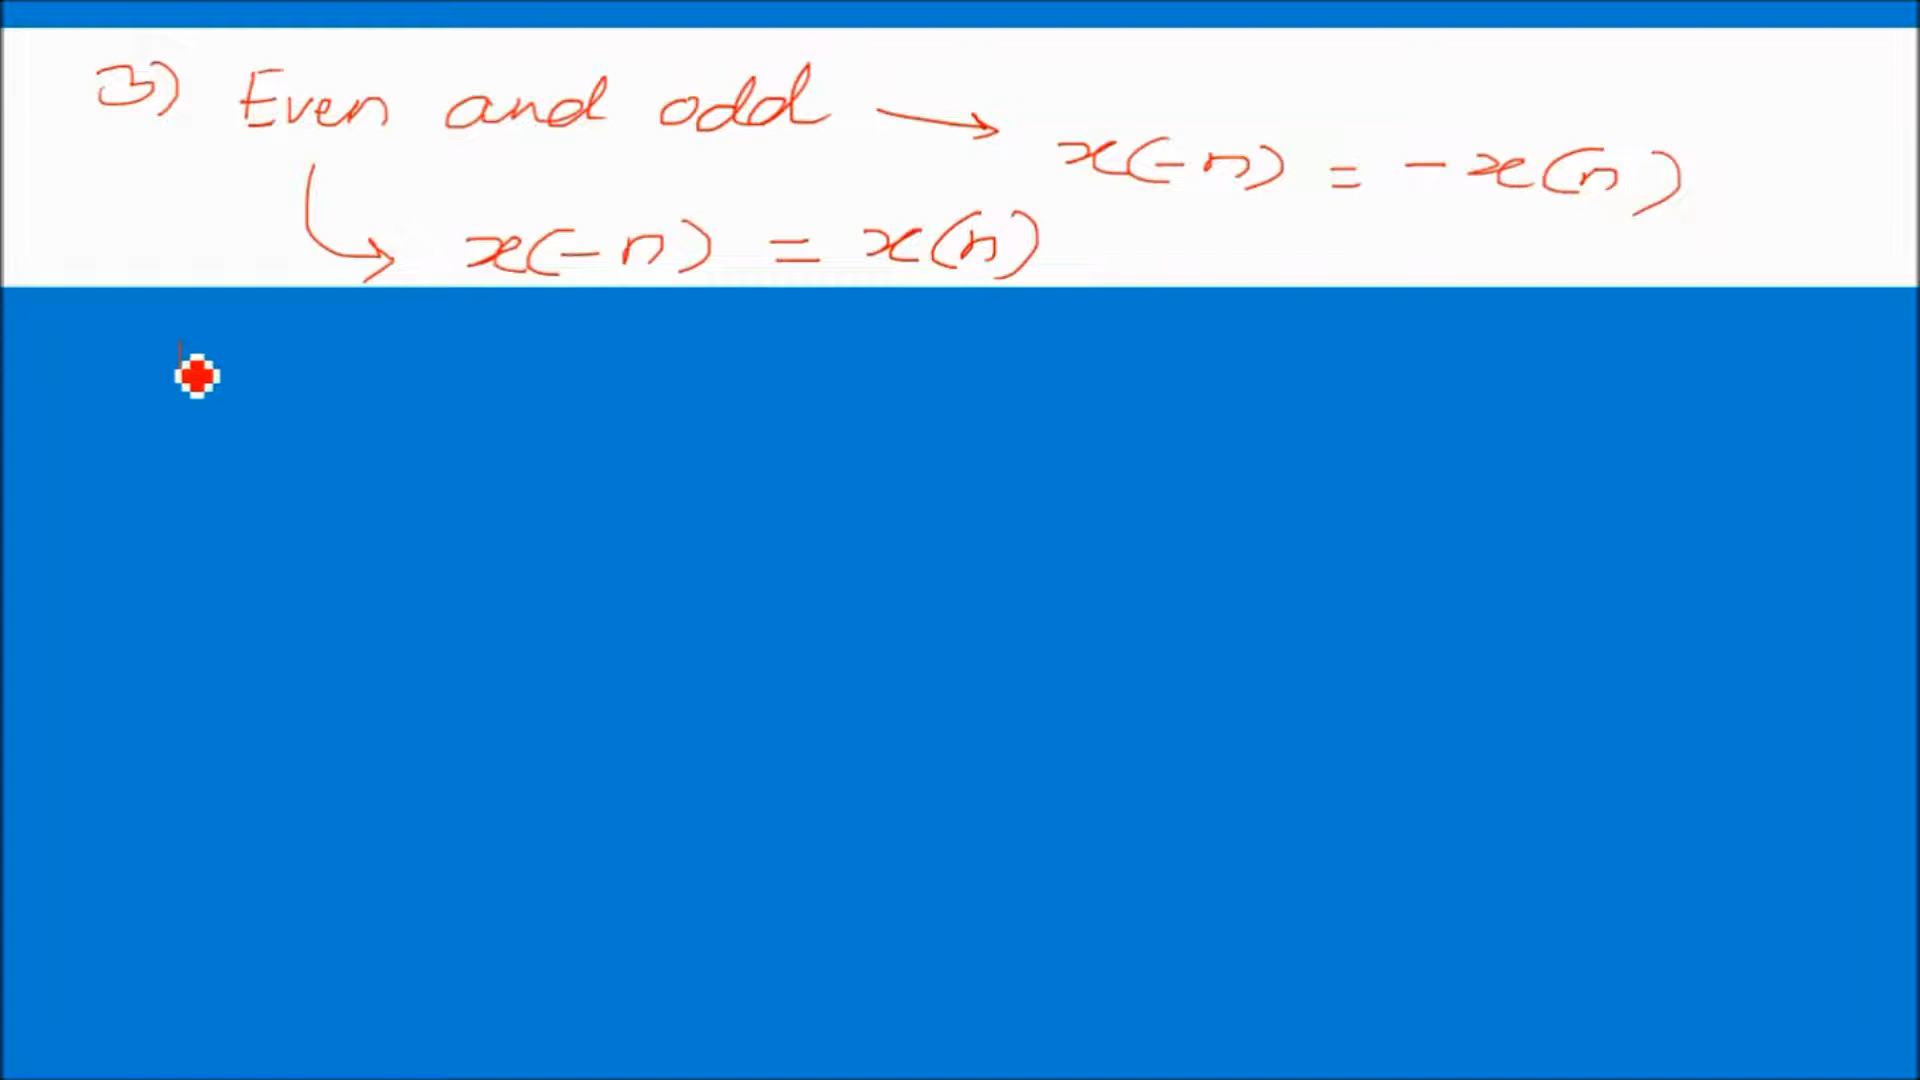 3) Even and odd → x(-n) = -x(n)
↳ x(-n) = x(n)